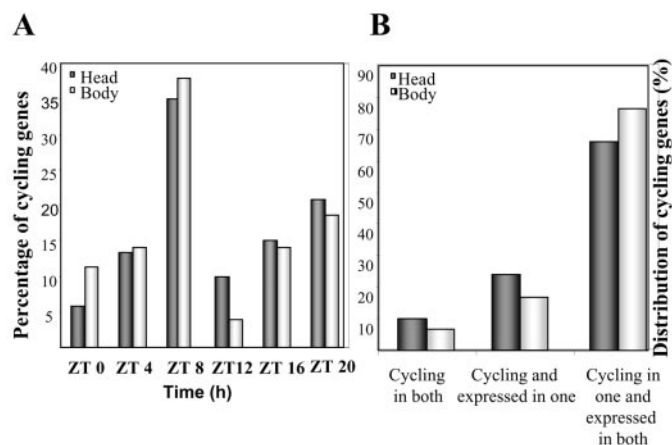 A
Percentage of cycling genes
40
35
30
25
20
15
10
5
Head
Body
ZT 0 ZT 4 ZT 8 ZT12 ZT 16 ZT 20
Time (h)
B
90
80
70
60
50
40
30
20
10
Head
Body
Distribution of cycling genes (%)
Cycling
in both
Cycling and
expressed in one
Cycling in
one and
expressed
in both